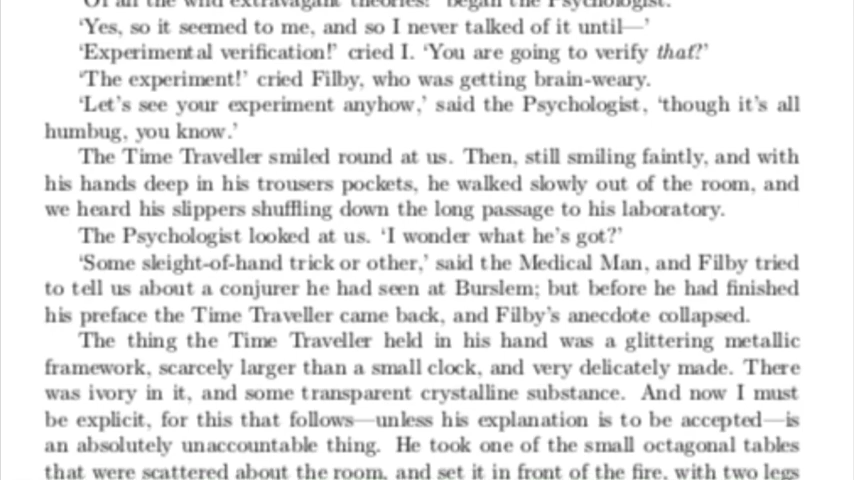 'Of all the wild extravagant theories!' began the Psychologist.
'Yes, so it seemed to me, and so I never talked of it until—'
'Experimental verification!' cried I. 'You are going to verify that?'
'The experiment!' cried Filby, who was getting brain-weary.
'Let's see your experiment anyhow,' said the Psychologist, 'though it's all
humbug, you know.'
The Time Traveller smiled round at us. Then, still smiling faintly, and with
his hands deep in his trousers pockets, he walked slowly out of the room, and
we heard his slippers shuffling down the long passage to his laboratory.
The Psychologist looked at us. 'I wonder what he's got?'
'Some sleight-of-hand trick or other,' said the Medical Man, and Filby tried
to tell us about a conjurer he had seen at Burslem; but before he had finished
his preface the Time Traveller came back, and Filby's anecdote collapsed.
The thing the Time Traveller held in his hand was a glittering metallic
framework, scarcely larger than a small clock, and very delicately made. There
was ivory in it, and some transparent crystalline substance. And now I must
be explicit, for this that follows—unless his explanation is to be accepted—is
an absolutely unaccountable thing. He took one of the small octagonal tables
that were scattered about the room, and set it in front of the fire, with two legs